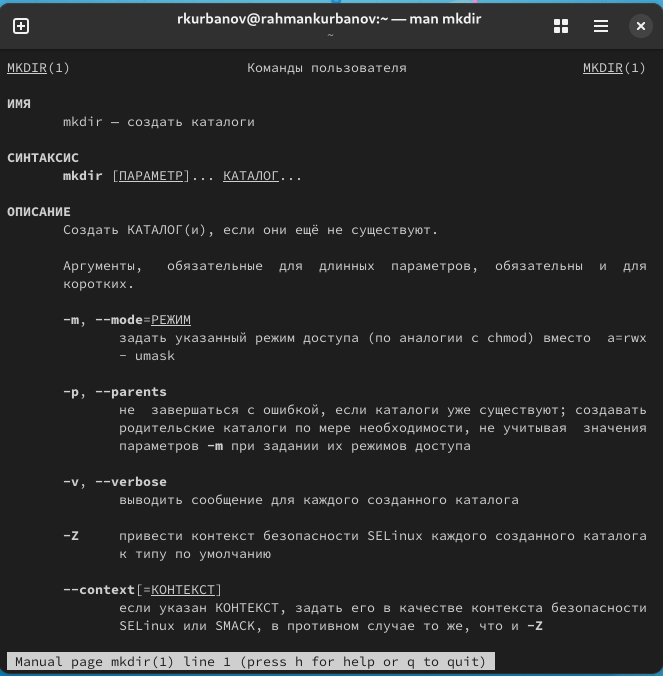 rkurbanov@rahmankurbanov:~ — man mkdir
~
MKDIR(1) Команды пользователя MKDIR(1)
ИМЯ
mkdir — создать каталоги
СИНТАКСИС
mkdir [ПАРАМЕТР]... КАТАЛОГ...
ОПИСАНИЕ
Создать КАТАЛОГ(и), если они ещё не существуют.
Аргументы, обязательные для длинных параметров, обязательны и для
коротких.
-m, --mode=РЕЖИМ
задать указанный режим доступа (по аналогии с chmod) вместо a=rwx
- umask
-p, --parents
не завершаться с ошибкой, если каталоги уже существуют; создавать
родительские каталоги по мере необходимости, не учитывая значения
параметров -m при задании их режимов доступа
-v, --verbose
выводить сообщение для каждого созданного каталога
-Z привести контекст безопасности SELinux каждого созданного каталога
к типу по умолчанию
--context[=КОНТЕКСТ]
если указан КОНТЕКСТ, задать его в качестве контекста безопасности
SELinux или SMACK, в противном случае то же, что и -Z
Manual page mkdir(1) line 1 (press h for help or q to quit)